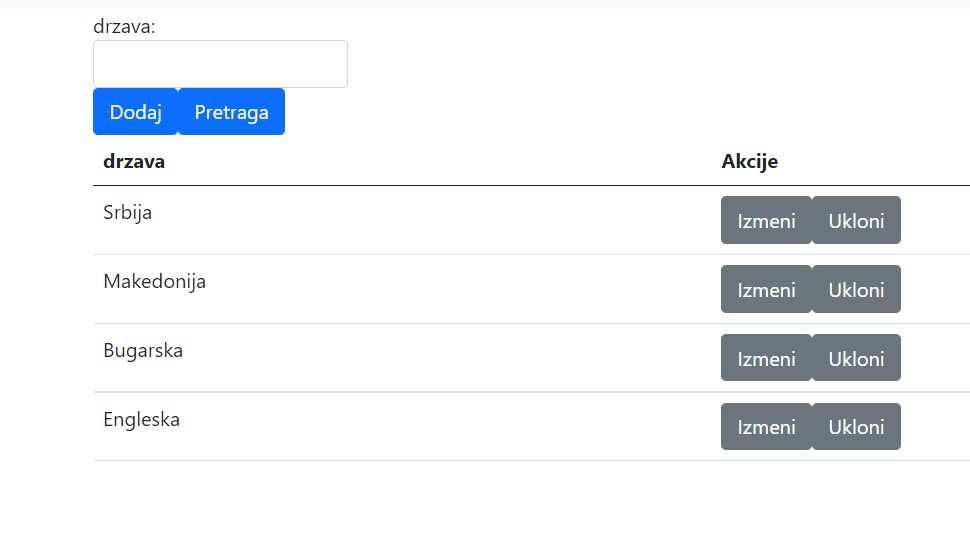 drzava:
Dodaj Pretraga
drzava Akcije
Srbija Izmeni Ukloni
Makedonija Izmeni Ukloni
Bugarska Izmeni Ukloni
Engleska Izmeni Ukloni